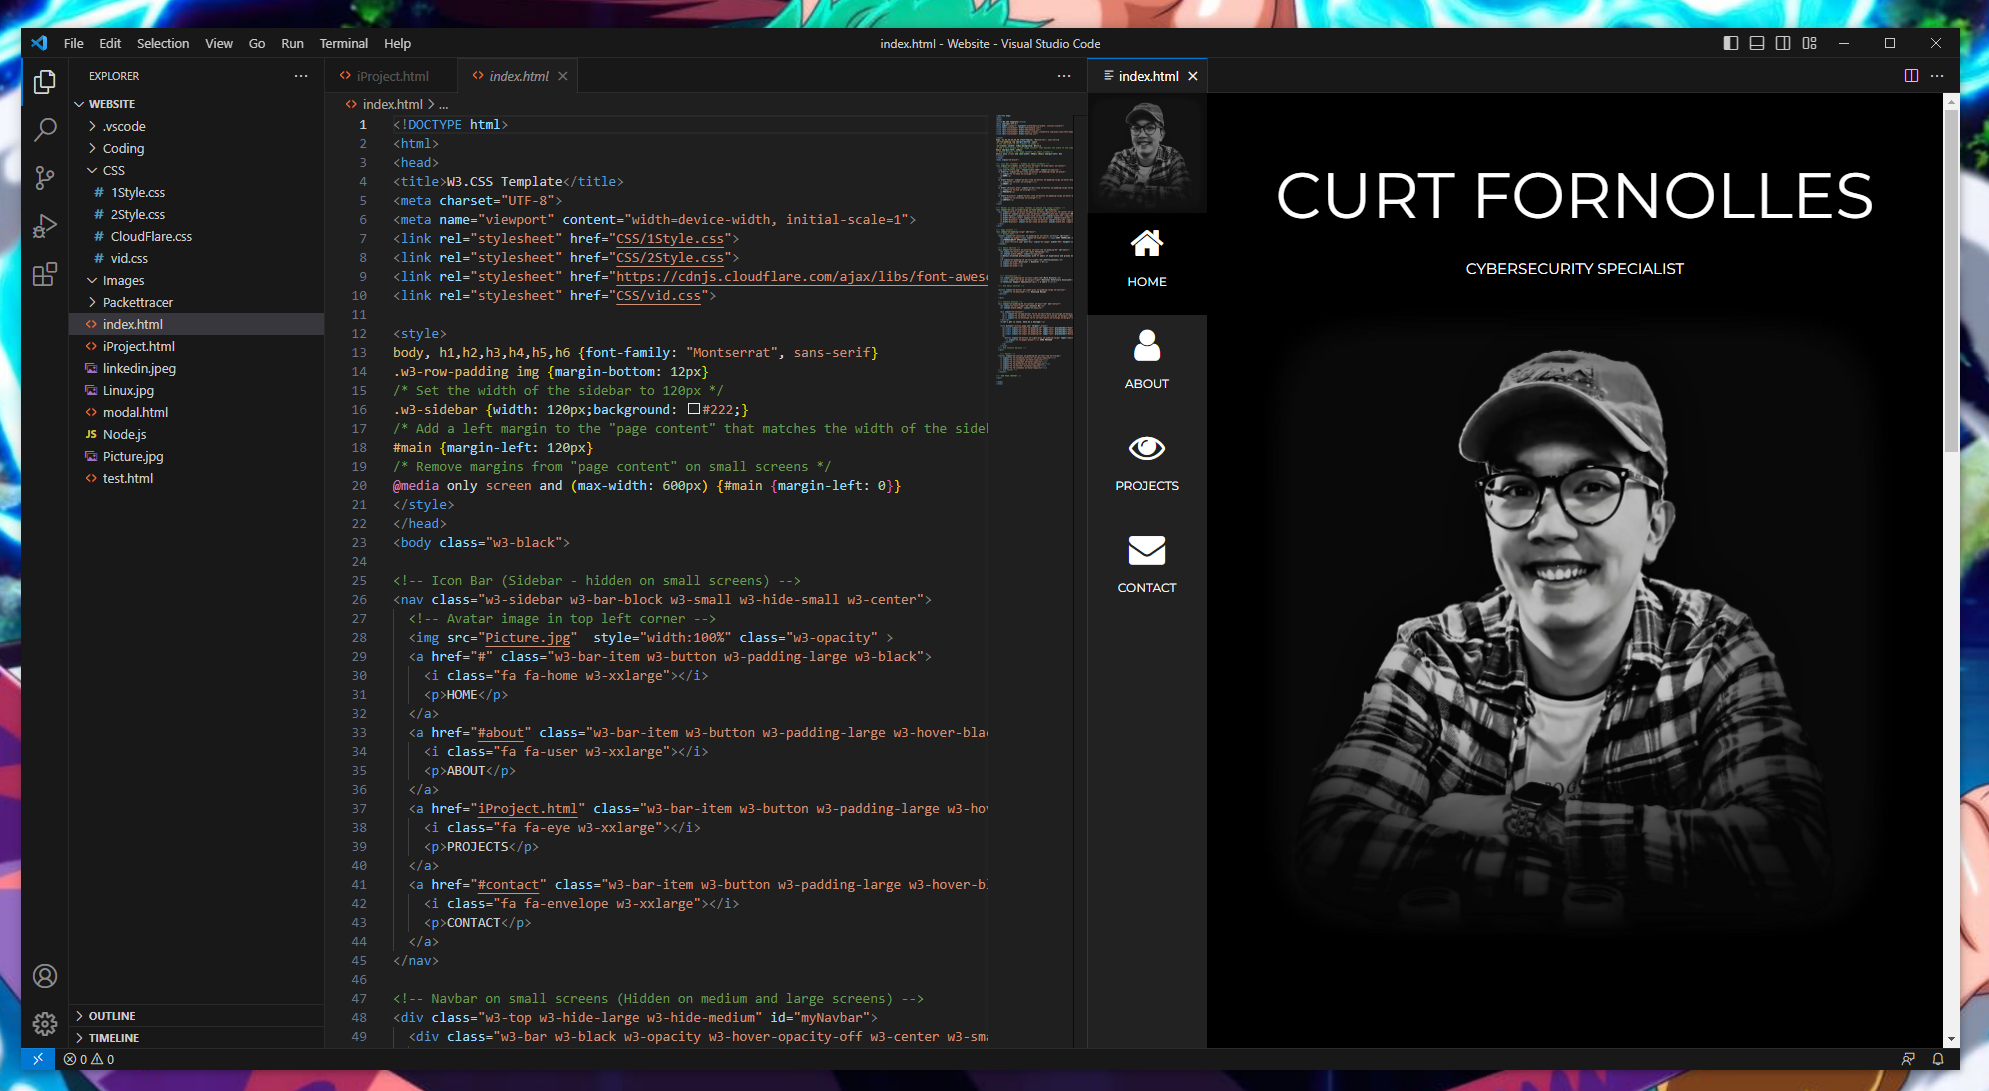 File Edit Selection View Go Run Terminal Help
index.html - Website - Visual Studio Code
EXPLORER
WEBSITE
.vscode
Coding
CSS
# 1Style.css
# 2Style.css
# CloudFlare.css
# vid.css
Images
Packettracer
<> index.html
<> iProject.html
linkedin.jpeg
Linux.jpg
<> modal.html
JS Node.js
Picture.jpg
<> test.html
OUTLINE
TIMELINE
0 0
<> iProject.html
<> index.html
<> index.html > ...
1 <!DOCTYPE html>
2 <html>
3 <head>
4 <title>W3.CSS Template</title>
5 <meta charset="UTF-8">
6 <meta name="viewport" content="width=device-width, initial-scale=1">
7 <link rel="stylesheet" href="CSS/1Style.css">
8 <link rel="stylesheet" href="CSS/2Style.css">
9 <link rel="stylesheet" href="https://cdnjs.cloudflare.com/ajax/libs/font-aweso
10 <link rel="stylesheet" href="CSS/vid.css">
11
12 <style>
13 body, h1,h2,h3,h4,h5,h6 {font-family: "Montserrat", sans-serif}
14 .w3-row-padding img {margin-bottom: 12px}
15 /* Set the width of the sidebar to 120px */
16 .w3-sidebar {width: 120px;background: #222;}
17 /* Add a left margin to the "page content" that matches the width of the sideb
18 #main {margin-left: 120px}
19 /* Remove margins from "page content" on small screens */
20 @media only screen and (max-width: 600px) {#main {margin-left: 0}}
21 </style>
22 </head>
23 <body class="w3-black">
24
25 <!-- Icon Bar (Sidebar - hidden on small screens) -->
26 <nav class="w3-sidebar w3-bar-block w3-small w3-hide-small w3-center">
27 <!-- Avatar image in top left corner -->
28 <img src="Picture.jpg"  style="width:100%" class="w3-opacity" >
29 <a href="#" class="w3-bar-item w3-button w3-padding-large w3-black">
30 <i class="fa fa-home w3-xxlarge"></i>
31 <p>HOME</p>
32 </a>
33 <a href="#about" class="w3-bar-item w3-button w3-padding-large w3-hover-blac
34 <i class="fa fa-user w3-xxlarge"></i>
35 <p>ABOUT</p>
36 </a>
37 <a href="iProject.html" class="w3-bar-item w3-button w3-padding-large w3-hov
38 <i class="fa fa-eye w3-xxlarge"></i>
39 <p>PROJECTS</p>
40 </a>
41 <a href="#contact" class="w3-bar-item w3-button w3-padding-large w3-hover-bl
42 <i class="fa fa-envelope w3-xxlarge"></i>
43 <p>CONTACT</p>
44 </a>
45 </nav>
46
47 <!-- Navbar on small screens (Hidden on medium and large screens) -->
48 <div class="w3-top w3-hide-large w3-hide-medium" id="myNavbar">
49 <div class="w3-bar w3-black w3-opacity w3-hover-opacity-off w3-center w3-sma
index.html
HOME
ABOUT
PROJECTS
CONTACT
CURT FORNOLLES
CYBERSECURITY SPECIALIST